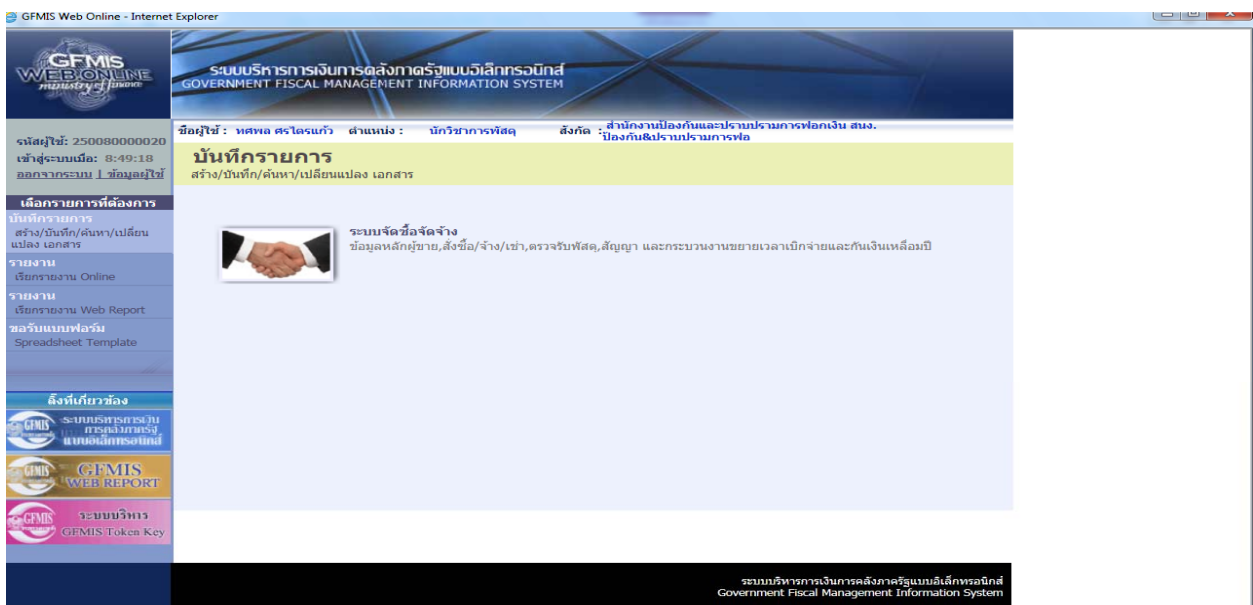 GFMIS Web Online - Internet Explorer
GFMIS
WEB ONLINE
ministry of finance
ระบบบริหารการเงินการคลังภาครัฐแบบอิเล็กทรอนิกส์
GOVERNMENT FISCAL MANAGEMENT INFORMATION SYSTEM
รหัสผู้ใช้: 250080000020
เข้าสู่ระบบเมื่อ: 8:49:18
ออกจากระบบ | ข้อมูลผู้ใช้
ชื่อผู้ใช้ : ทศพล ศรไตรแก้ว ตำแหน่ง : นักวิชาการพัสดุ สังกัด : สำนักงานป้องกันและปราบปรามการฟอกเงิน สนง.
ป้องกัน&ปราบปรามการฟอ
บันทึกรายการ
สร้าง/บันทึก/ค้นหา/เปลี่ยนแปลง เอกสาร
เลือกรายการที่ต้องการ
บันทึกรายการ
สร้าง/บันทึก/ค้นหา/เปลี่ยน
แปลง เอกสาร
รายงาน
เรียกรายงาน Online
รายงาน
เรียกรายงาน Web Report
ขอรับแบบฟอร์ม
Spreadsheet Template
ระบบจัดซื้อจัดจ้าง
ข้อมูลหลักผู้ขาย,สั่งซื้อ/จ้าง/เช่า,ตรวจรับพัสดุ,สัญญา และกระบวนงานขยายเวลาเบิกจ่ายและกันเงินเหลื่อมปี
ลิ้งที่เกียวข้อง
GFMIS ระบบบริหารการเงิน
การคลังภาครัฐ
แบบอิเล็กทรอนิกส์
GFMIS GFMIS
WEB REPORT
GFMIS ระบบบริหาร
GFMIS Token Key
ระบบบริหารการเงินการคลังภาครัฐแบบอิเล็กทรอนิกส์
Government Fiscal Management Information System